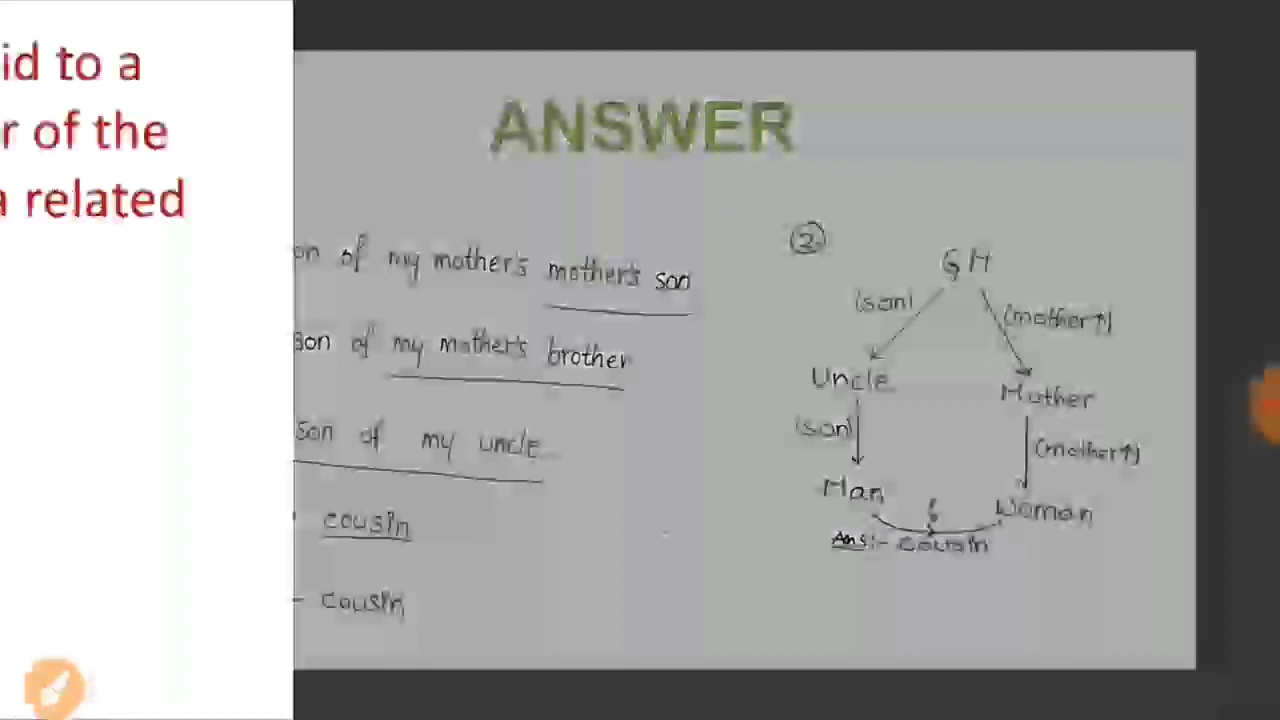 id to a
r of the
a related
ANSWER
on of my mother's mother's son
son of my mother's brother
son of my uncle
cousin
- cousin
②
GM
(son)
(mother↑)
Uncle
Mother
(son)
(mother↑)
Man
Woman
Ans:- cousin